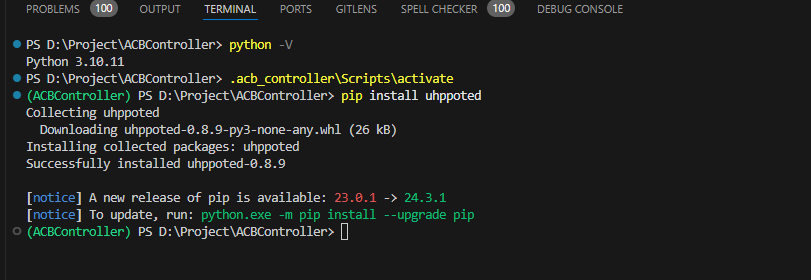 PROBLEMS 100 OUTPUT TERMINAL PORTS GITLENS SPELL CHECKER 100 DEBUG CONSOLE
PS D:\Project\ACBController> python -V
Python 3.10.11
PS D:\Project\ACBController> .acb_controller\Scripts\activate
(ACBController) PS D:\Project\ACBController> pip install uhppoted
Collecting uhppoted
  Downloading uhppoted-0.8.9-py3-none-any.whl (26 kB)
Installing collected packages: uhppoted
Successfully installed uhppoted-0.8.9
[notice] A new release of pip is available: 23.0.1 -> 24.3.1
[notice] To update, run: python.exe -m pip install --upgrade pip
(ACBController) PS D:\Project\ACBController>